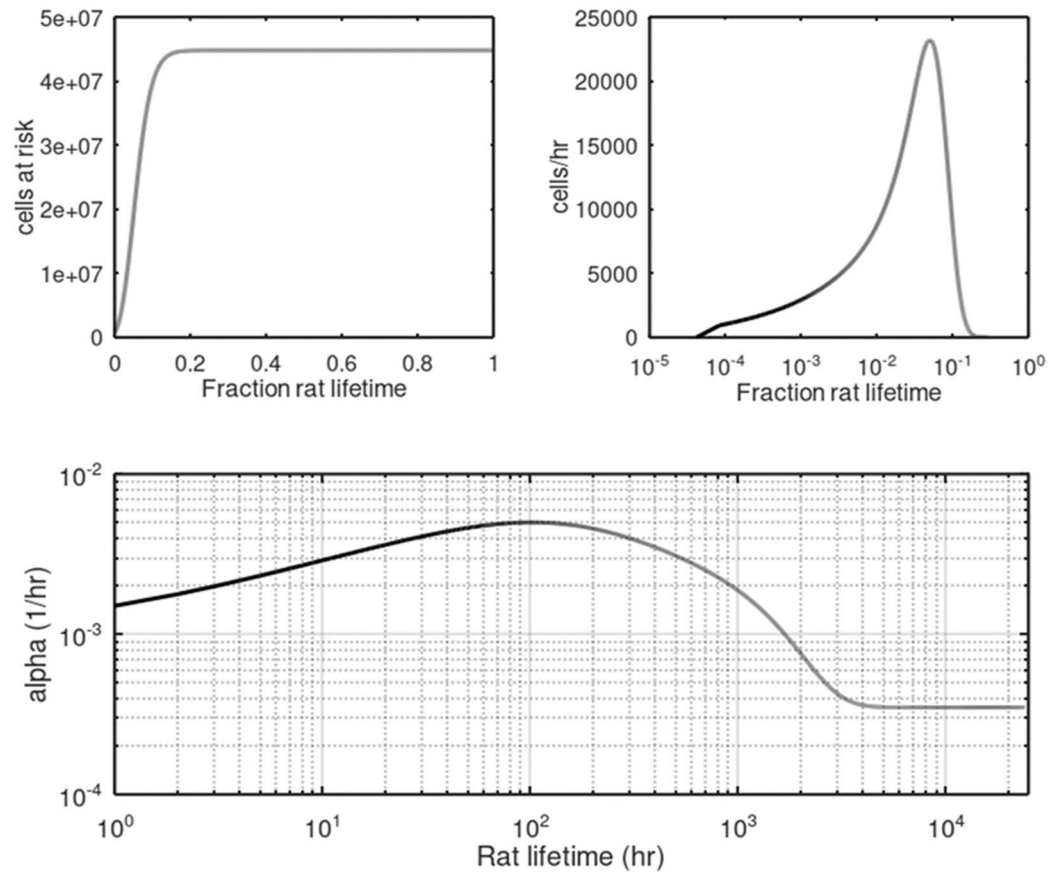 5e+07
4e+07
3e+07
2e+07
1e+07
0
cells at risk
0 0.2 0.4 0.6 0.8 1
Fraction rat lifetime
25000
20000
15000
10000
5000
0
cells/hr
10^-5 10^-4 10^-3 10^-2 10^-1 10^0
Fraction rat lifetime
10^-2
10^-3
10^-4
alpha (1/hr)
10^0 10^1 10^2 10^3 10^4
Rat lifetime (hr)